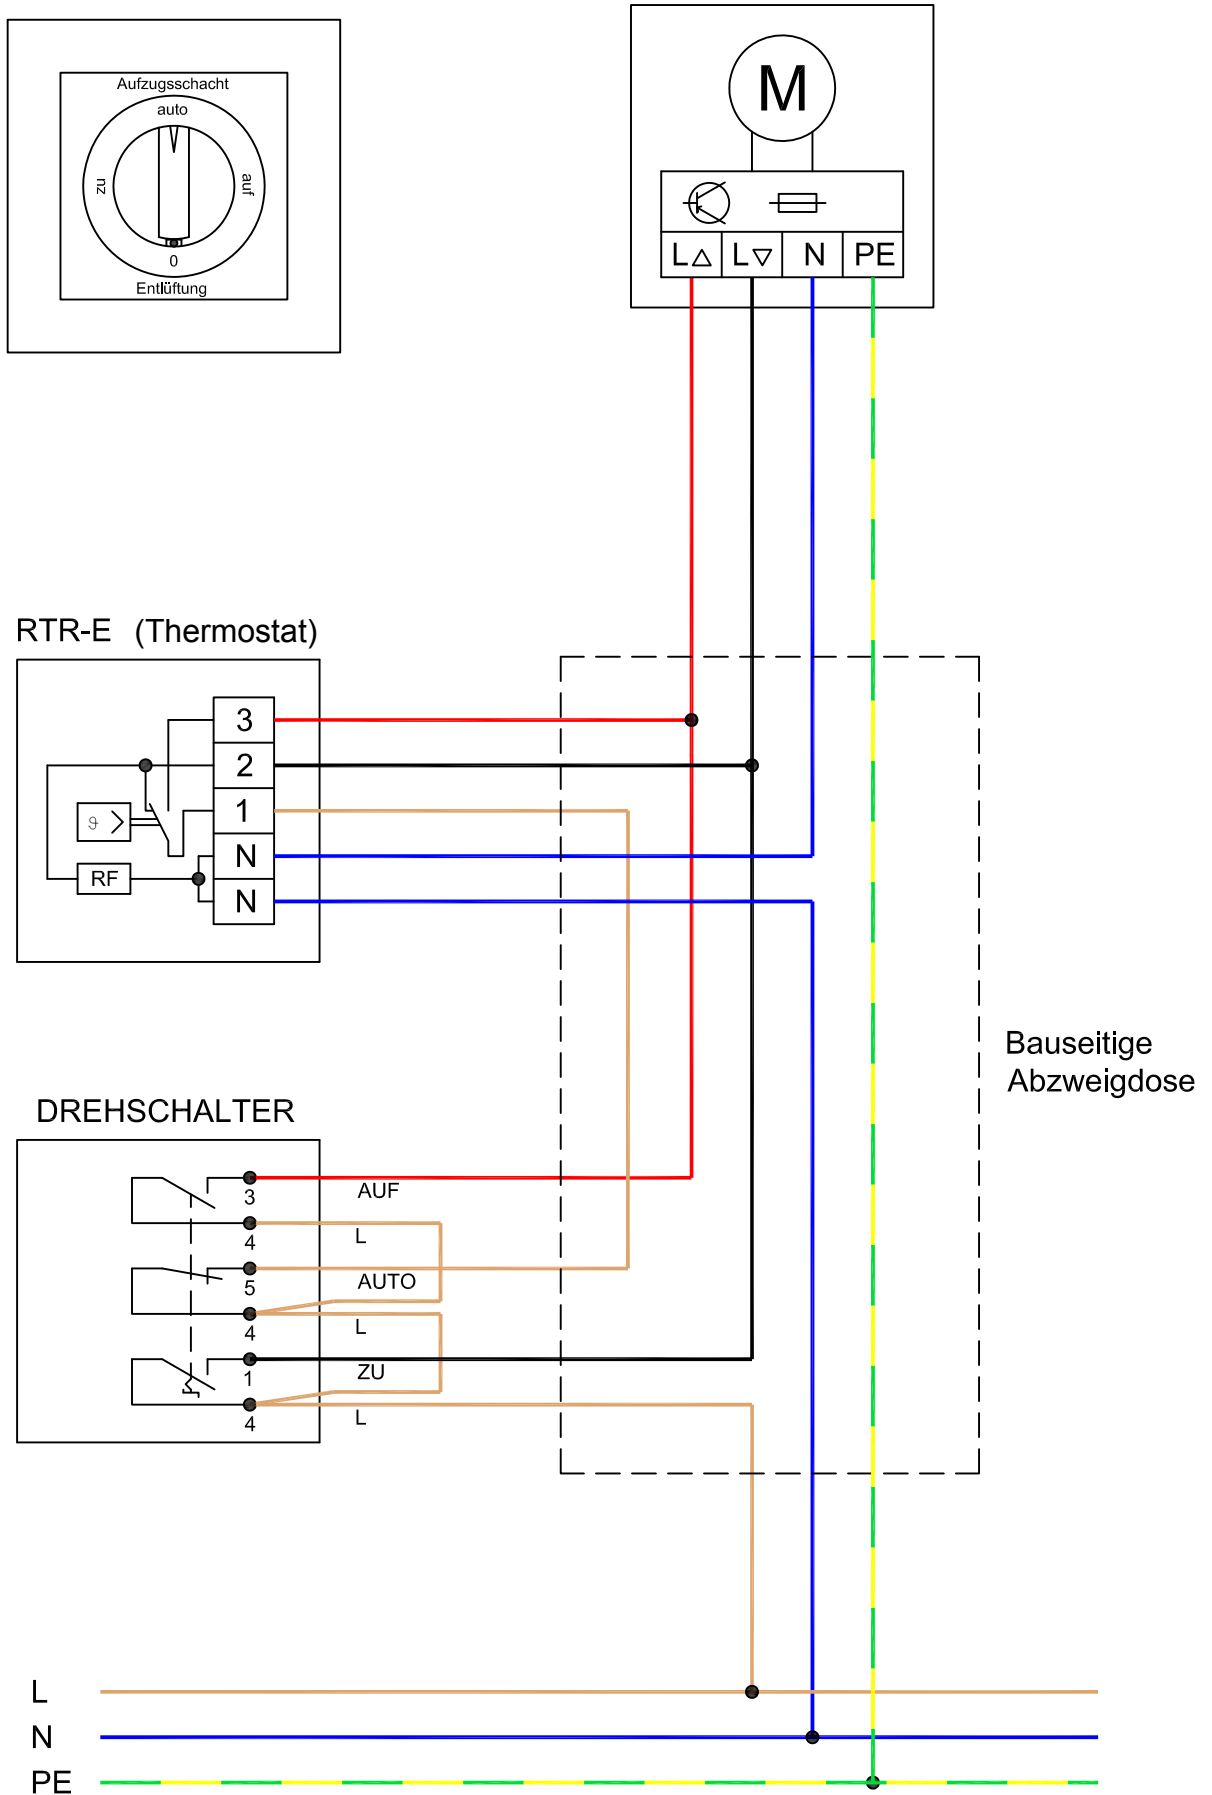 Aufzugsschacht
auto
zu
auf
0
Entlüftung
M
L△ L▽ N PE
RTR-E (Thermostat)
3
2
1
ϑ
N
RF
N
Bauseitige
Abzweigdose
DREHSCHALTER
3 AUF
4 L
5 AUTO
4 L
1 ZU
4 L
L
N
PE